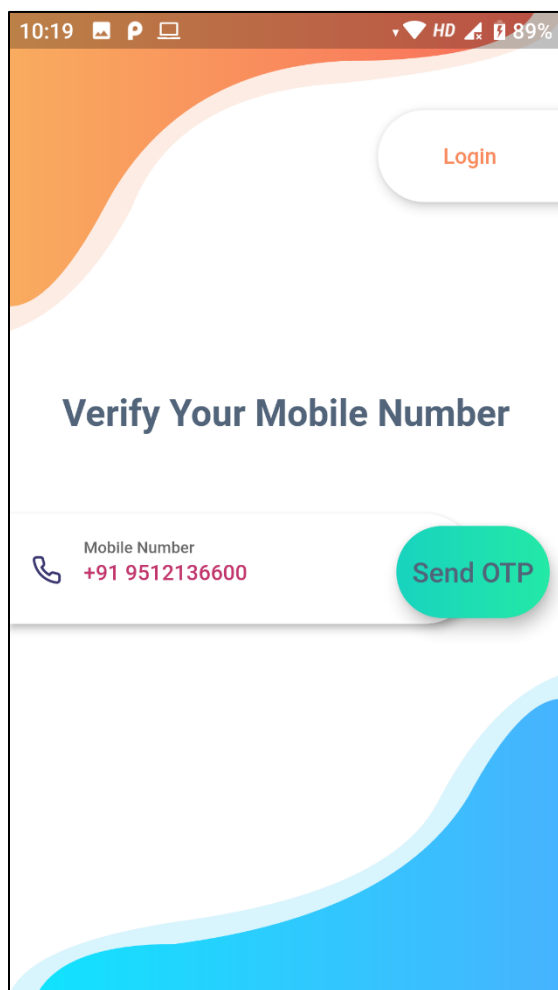 10:19 HD 89%
Login
Verify Your Mobile Number
Mobile Number
+91 9512136600
Send OTP